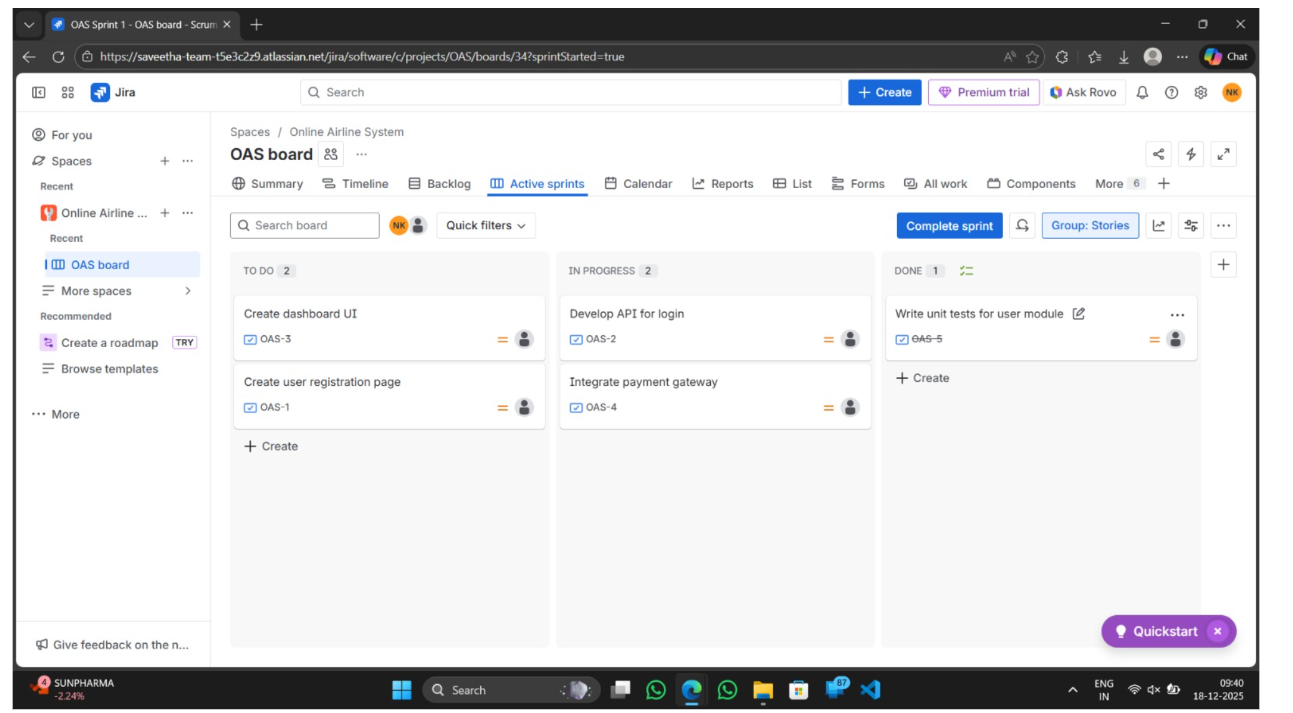 OAS Sprint 1 - OAS board - Scrum
https://saveetha-team-t5e3c2z9.atlassian.net/jira/software/c/projects/OAS/boards/34?sprintStarted=true
Chat
Jira
Search
Create
Premium trial
Ask Rovo
NK
For you
Spaces
Recent
Online Airline ...
Recent
OAS board
More spaces
Recommended
Create a roadmap TRY
Browse templates
More
Give feedback on the n...
Spaces / Online Airline System
OAS board
Summary Timeline Backlog Active sprints Calendar Reports List Forms All work Components More 6
Search board
NK
Quick filters
Complete sprint
Group: Stories
TO DO 2
Create dashboard UI
OAS-3
Create user registration page
OAS-1
Create
IN PROGRESS 2
Develop API for login
OAS-2
Integrate payment gateway
OAS-4
DONE 1
Write unit tests for user module
OAS-5
Create
Quickstart
4
SUNPHARMA
-2.24%
Search
87
ENG
IN
09:40
18-12-2025